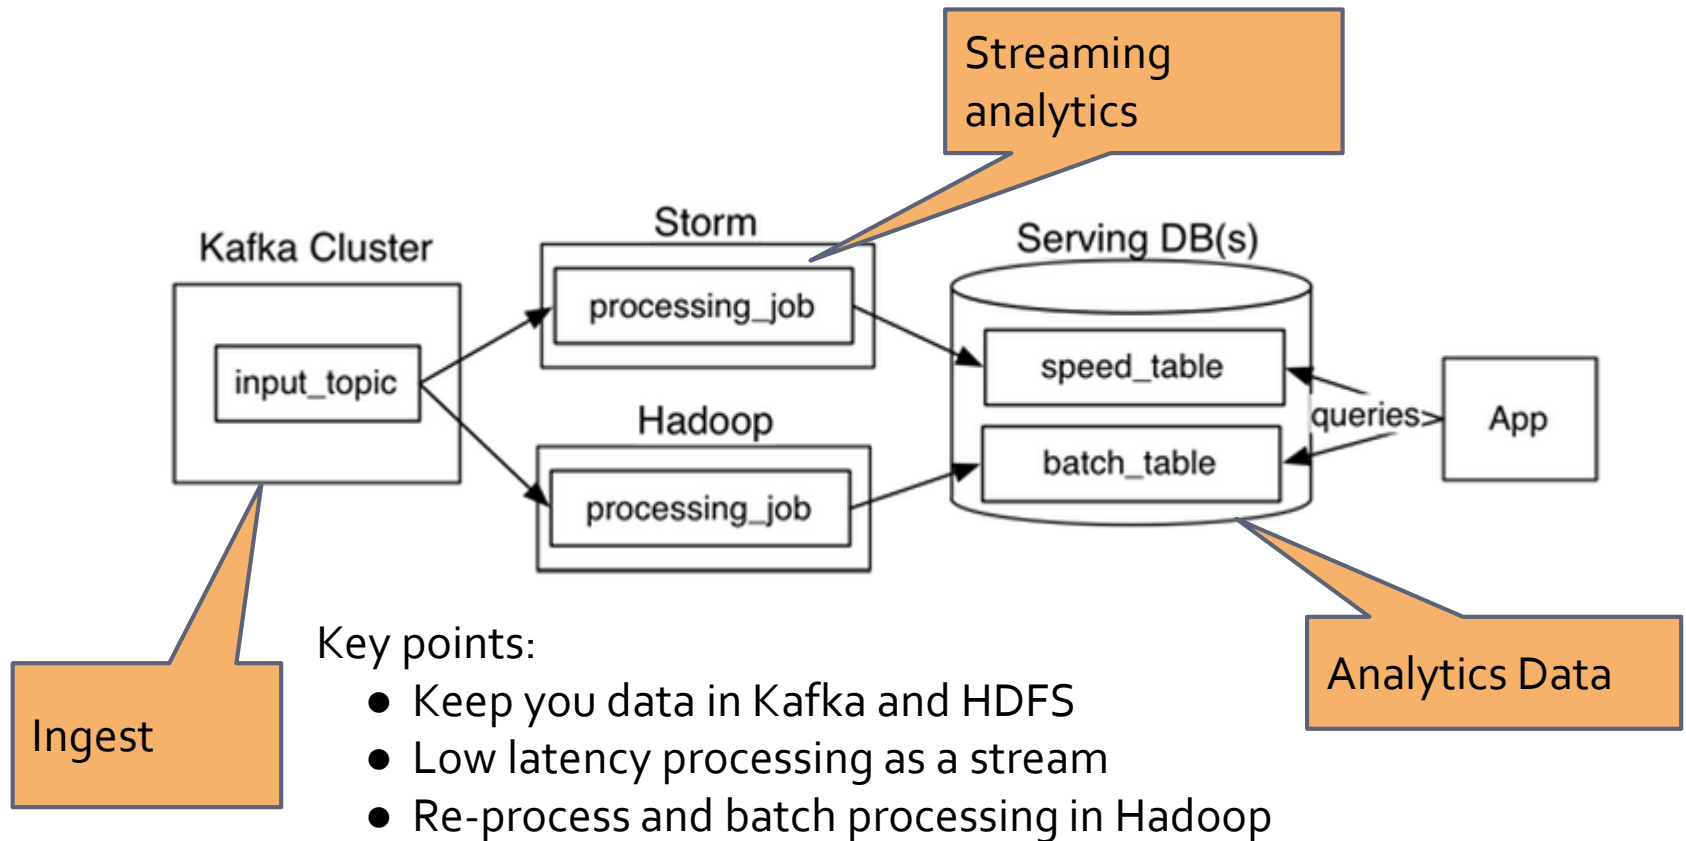 Streaming
analytics
Storm
Kafka Cluster
Serving DB(s)
processing_job
speed_table
input_topic
queries
App
Hadoop
batch_table
processing_job
Key points:
● Keep you data in Kafka and HDFS
● Low latency processing as a stream
● Re-process and batch processing in Hadoop
Analytics Data
Ingest